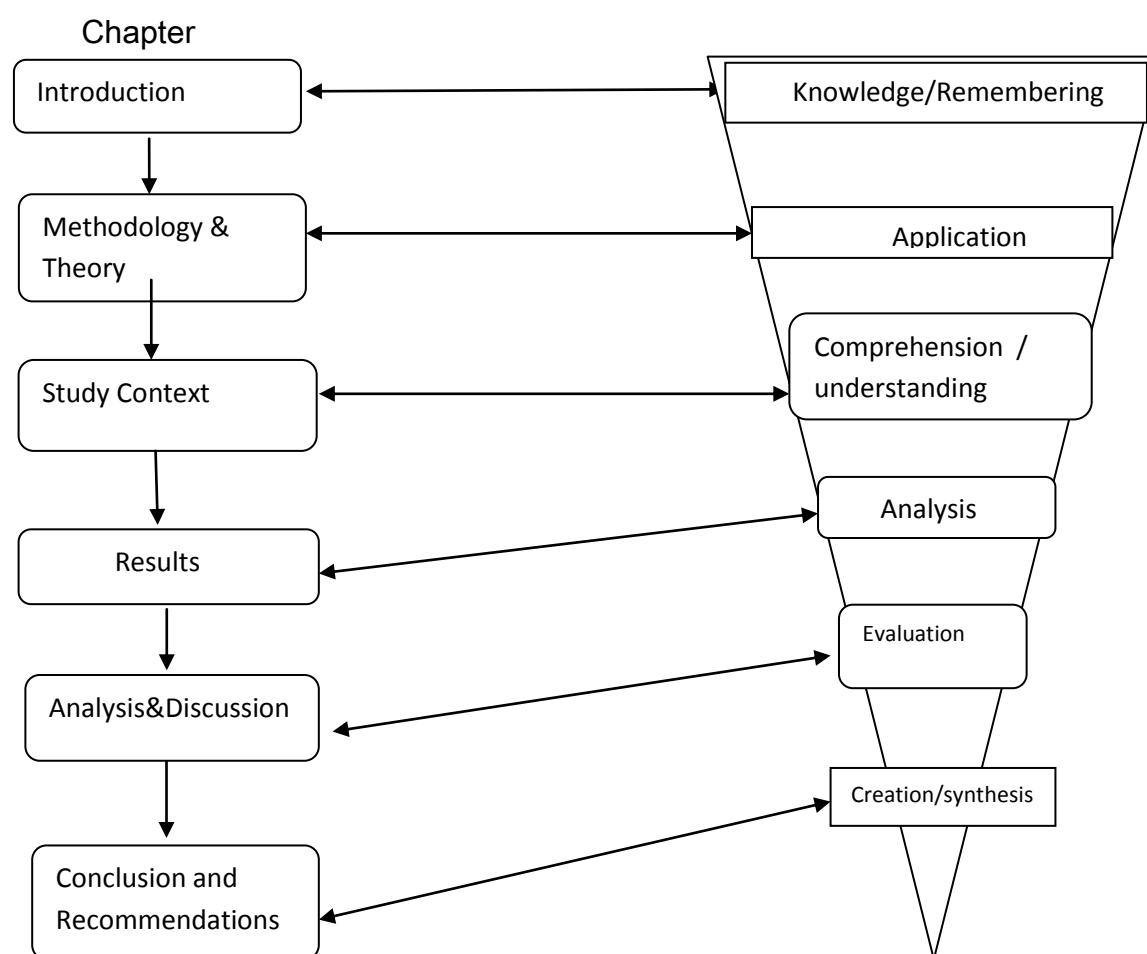 Chapter
Introduction
Knowledge/Remembering
Methodology &
Theory
Application
Study Context
Comprehension /
understanding
Results
Analysis
Analysis&Discussion
Evaluation
Conclusion and
Recommendations
Creation/synthesis